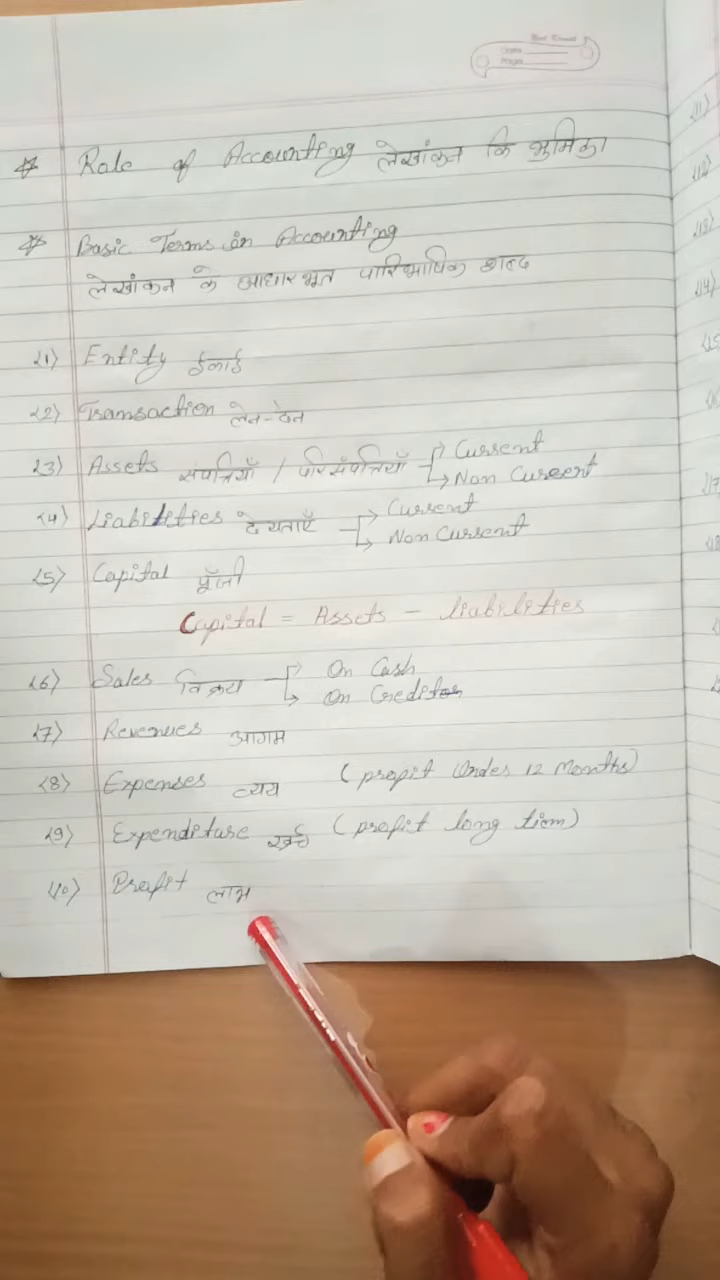 Role of Accounting लेखांकन कि भूमिका
Basic Terms in Accounting
लेखांकन के आधारभूत पारिभाषिक शब्द
(1) Entity ईकाई
(2) Transaction लेन-देन
(3) Assets संपत्तियाँ / परिसंपत्तियाँ → Current
→ Non Current
(4) Liabilities देयताएँ → Current
→ Non Current
(5) Capital पूँजी
Capital = Assets - liabilities
(6) Sales विक्रय → On Cash
→ On Credit
(7) Revenues आगम
(8) Expenses व्यय (profit Under 12 Months)
(9) Expenditure खर्च (profit long tirm)
(10) Profit लाभ